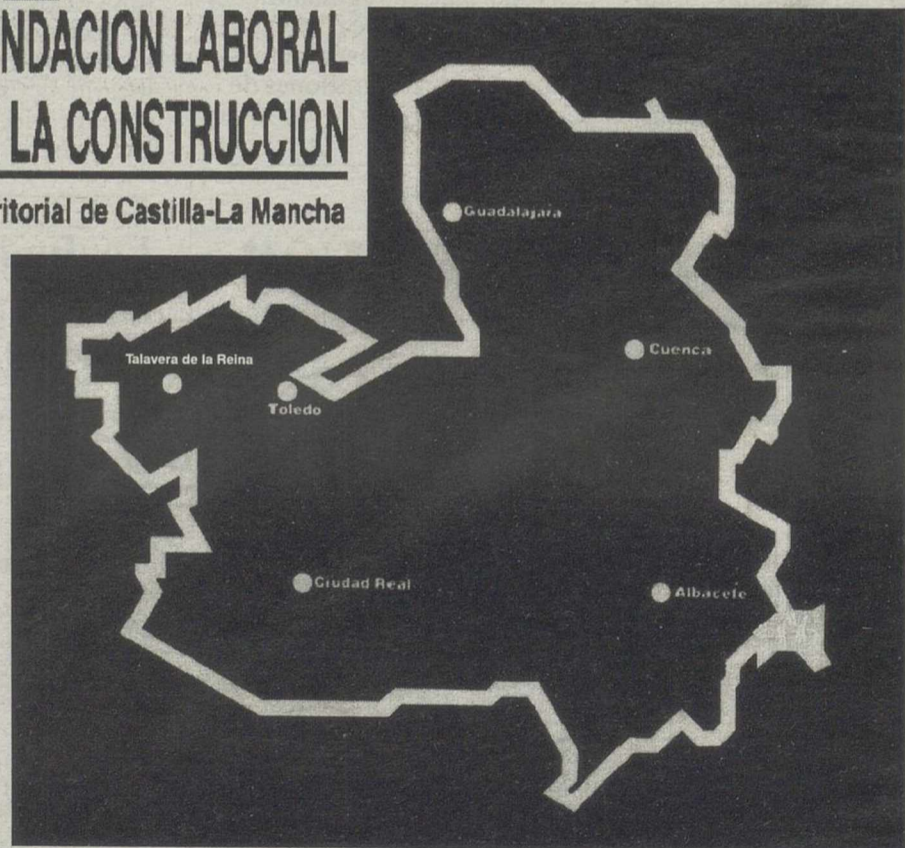 NDACION LABORAL
LA CONSTRUCCION
ritorial de Castilla-La Mancha
Guadalajara
Cuenca
Talavera de la Reina
Toledo
Ciudad Real
Albacete